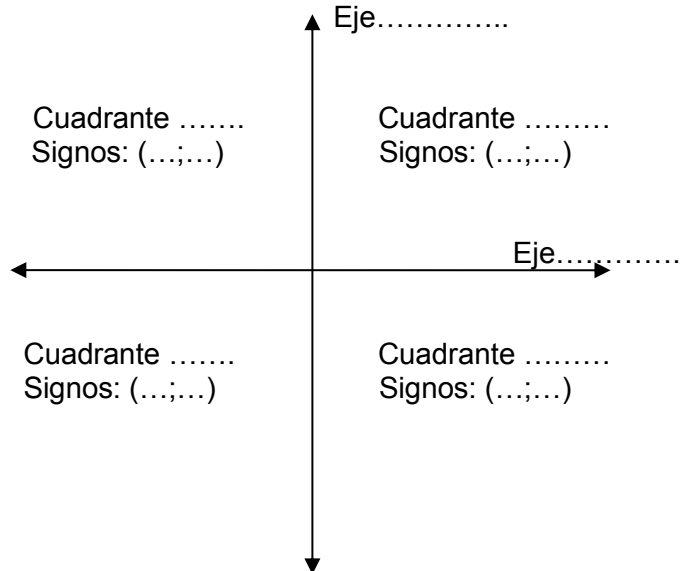 Eje…………..
Cuadrante …….
Signos: (…;…)
Cuadrante ………
Signos: (…;…)
Eje………….
Cuadrante …….
Signos: (…;…)
Cuadrante ………
Signos: (…;…)